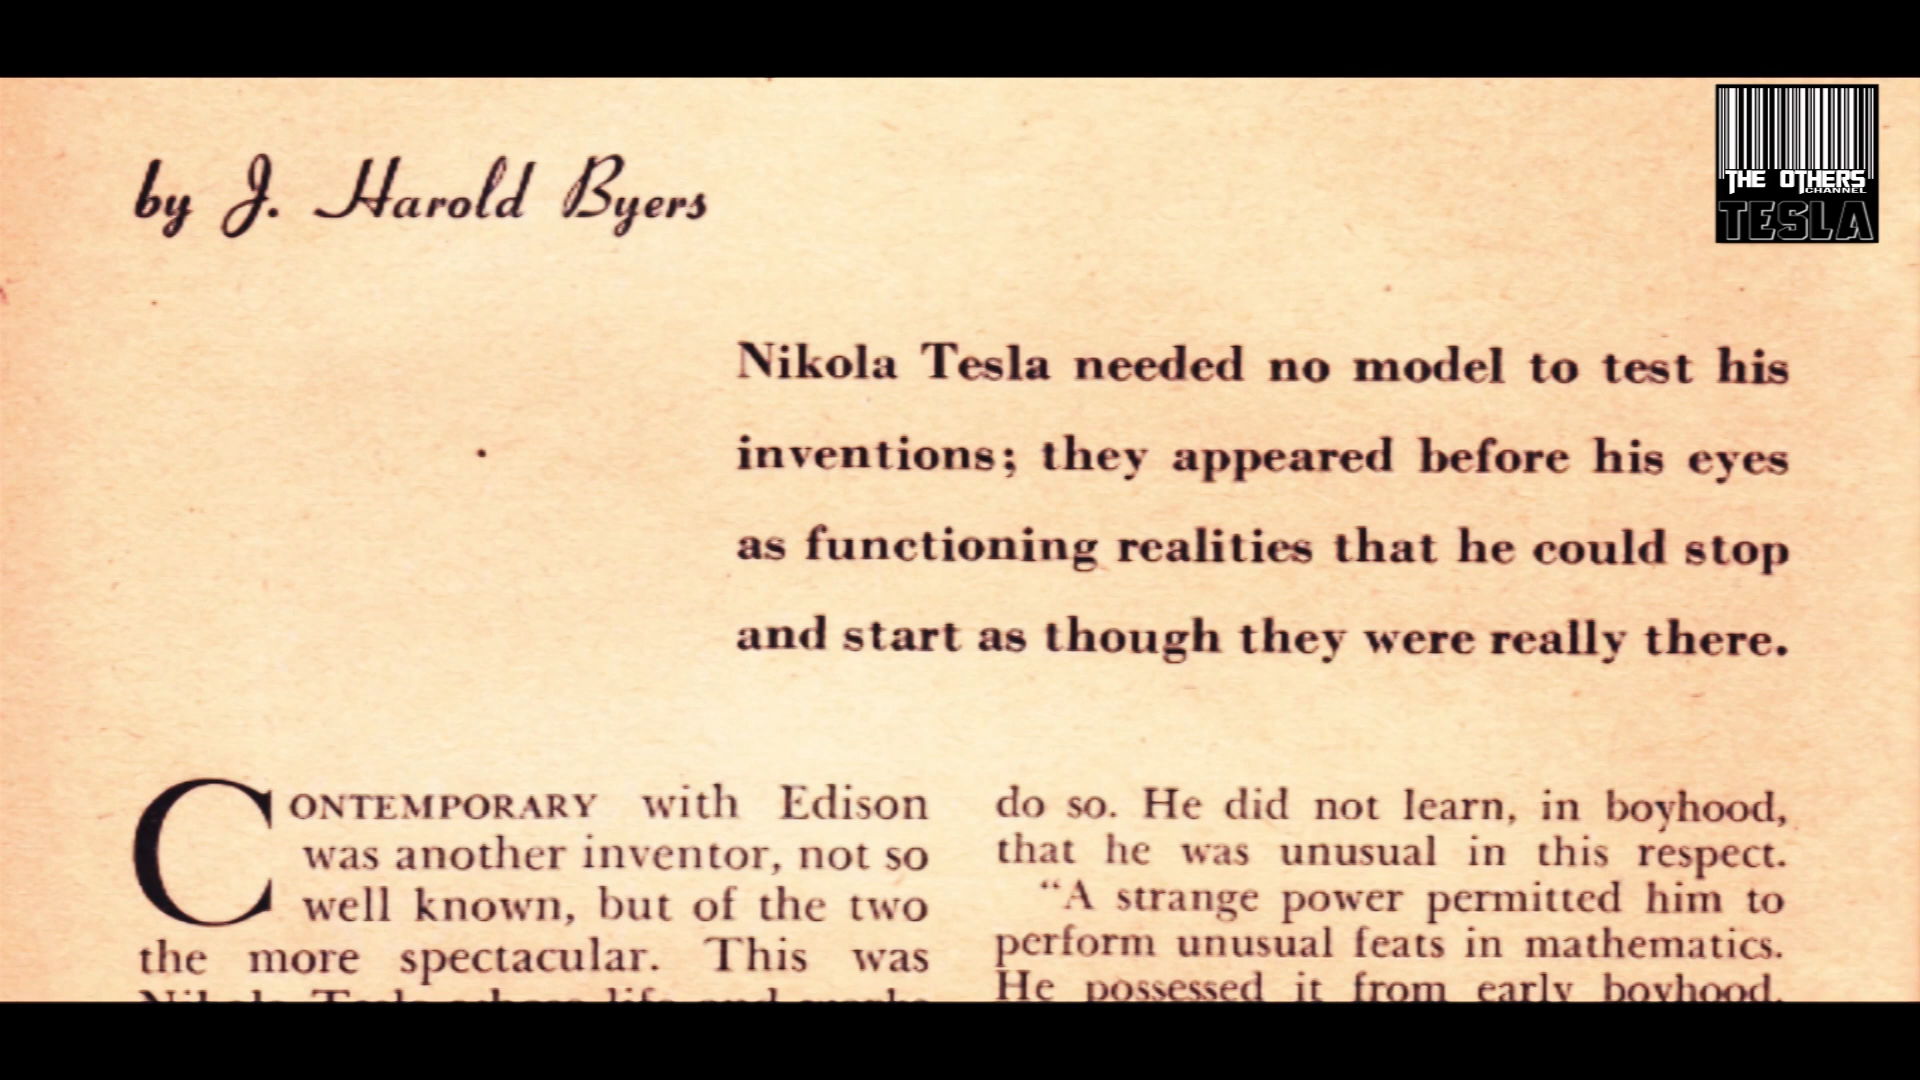 by J. Harold Byers
THE OTHERS
CHANNEL
TESLA
Nikola Tesla needed no model to test his
inventions; they appeared before his eyes
as functioning realities that he could stop
and start as though they were really there.
CONTEMPORARY with Edison
was another inventor, not so
well known, but of the two
the more spectacular. This was
do so. He did not learn, in boyhood,
that he was unusual in this respect.
"A strange power permitted him to
perform unusual feats in mathematics.
He possessed it from early boyhood.